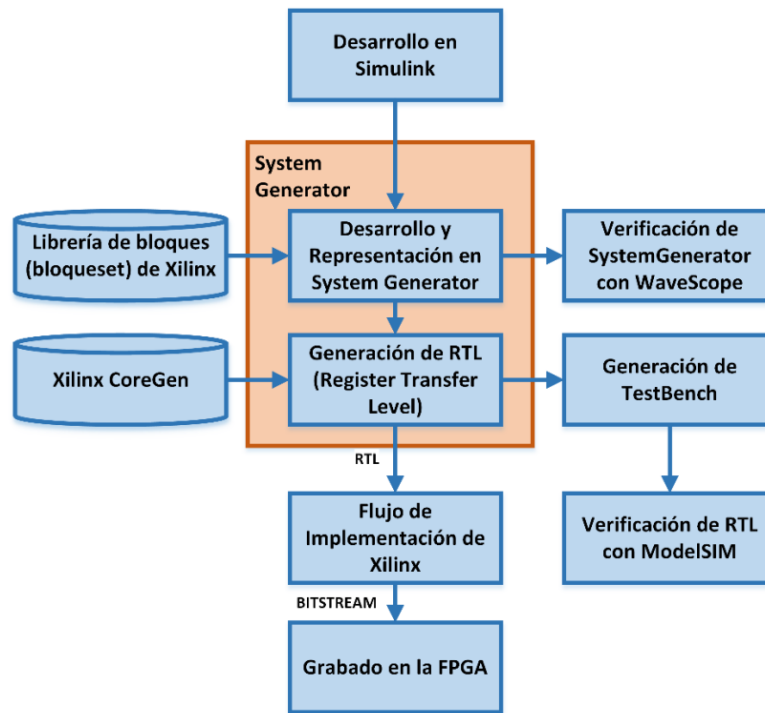 Desarrollo en
Simulink
System
Generator
Librería de bloques
(bloqueset) de Xilinx
Desarrollo y
Representación en
System Generator
Verificación de
SystemGenerator
con WaveScope
Xilinx CoreGen
Generación de RTL
(Register Transfer
Level)
Generación de
TestBench
RTL
Flujo de
Implementación de
Xilinx
Verificación de RTL
con ModelSIM
BITSTREAM
Grabado en la FPGA